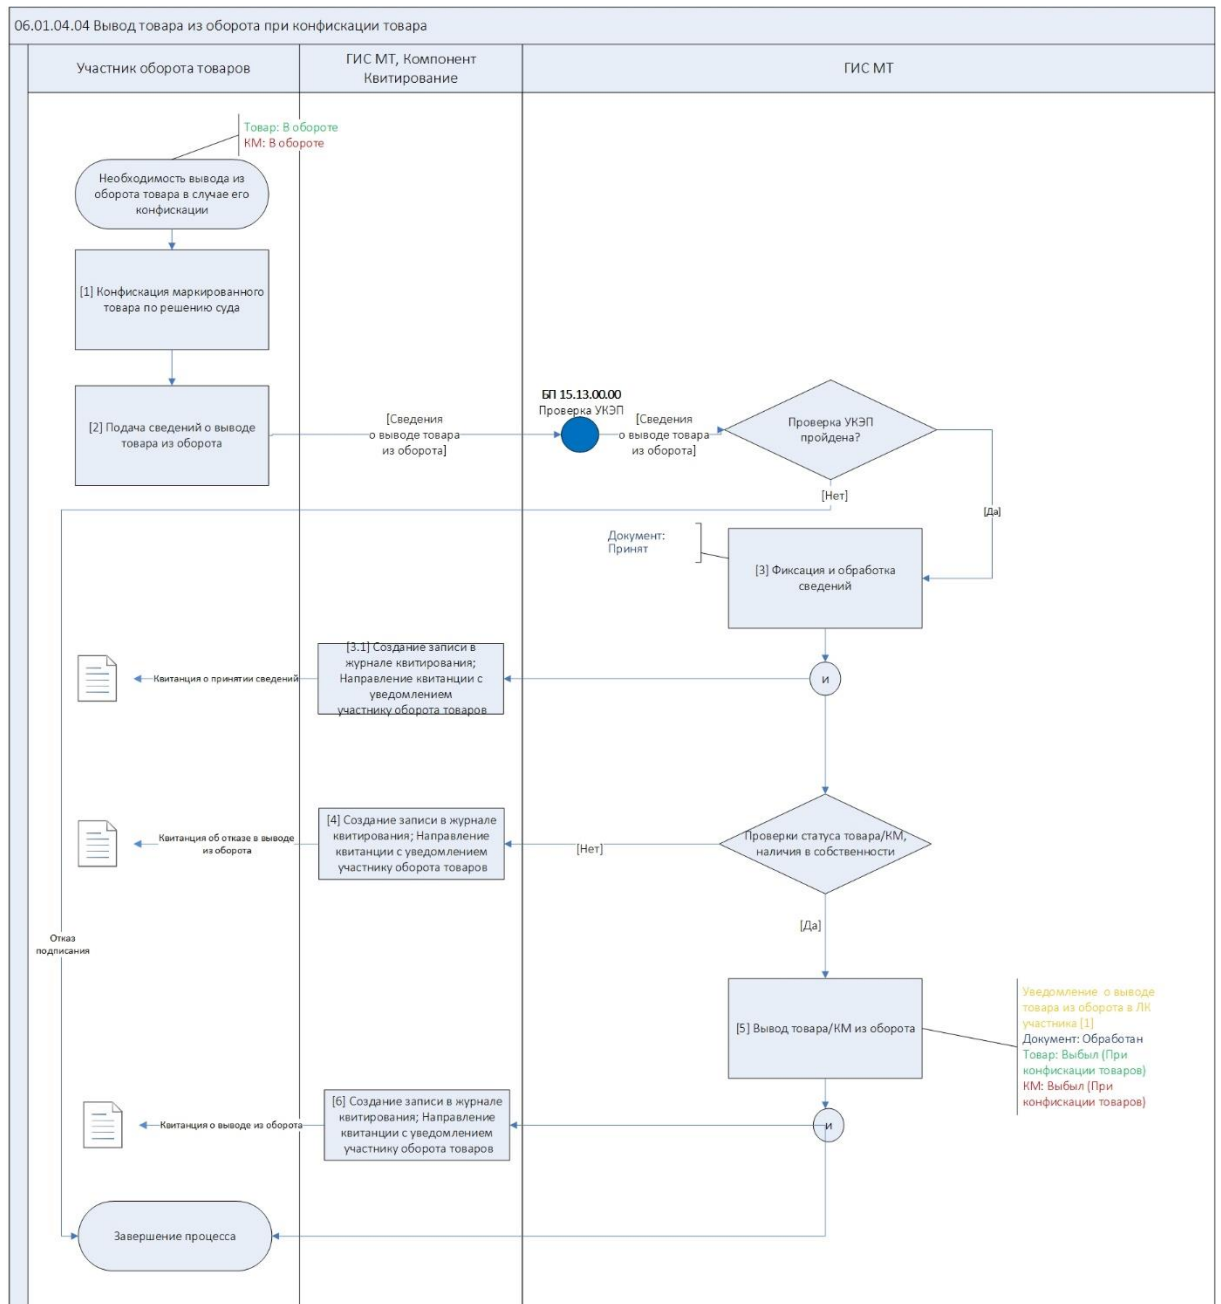 06.01.04.04 Вывод товара из оборота при конфискации товара
Участник оборота товаров
ГИС МТ, Компонент
Квитирование
ГИС МТ
Товар: В обороте
КМ: В обороте
Необходимость вывода из
оборота товара в случае его
конфискации
[1] Конфискация маркированного
товара по решению суда
[2] Подача сведений о выводе
товара из оборота
[Сведения
о выводе товара
из оборота]
БП 15.13.00.00
Проверка УКЭП
[Сведения
о выводе товара
из оборота]
Проверка УКЭП
пройдена?
[Нет]
[Да]
Документ:
Принят
[3] Фиксация и обработка
сведений
и
[3.1] Создание записи в
журнале квитирования;
Направление квитанции с
уведомлением
участнику оборота товаров
Квитанция о принятии сведений
Проверки статуса товара/КМ,
наличия в собственности
[Нет]
[4] Создание записи в журнале
квитирования; Направление
квитанции с уведомлением
участнику оборота товаров
Квитанция об отказе в выводе
из оборота
[Да]
Отказ
подписания
[5] Вывод товара/КМ из оборота
Уведомление о выводе
товара из оборота в ЛК
участника [1]
Документ: Обработан
Товар: Выбыл (При
конфискации товаров)
КМ: Выбыл (При
конфискации товаров)
и
[6] Создание записи в журнале
квитирования; Направление
квитанции с уведомлением
участнику оборота товаров
Квитанция о выводе из оборота
Завершение процесса